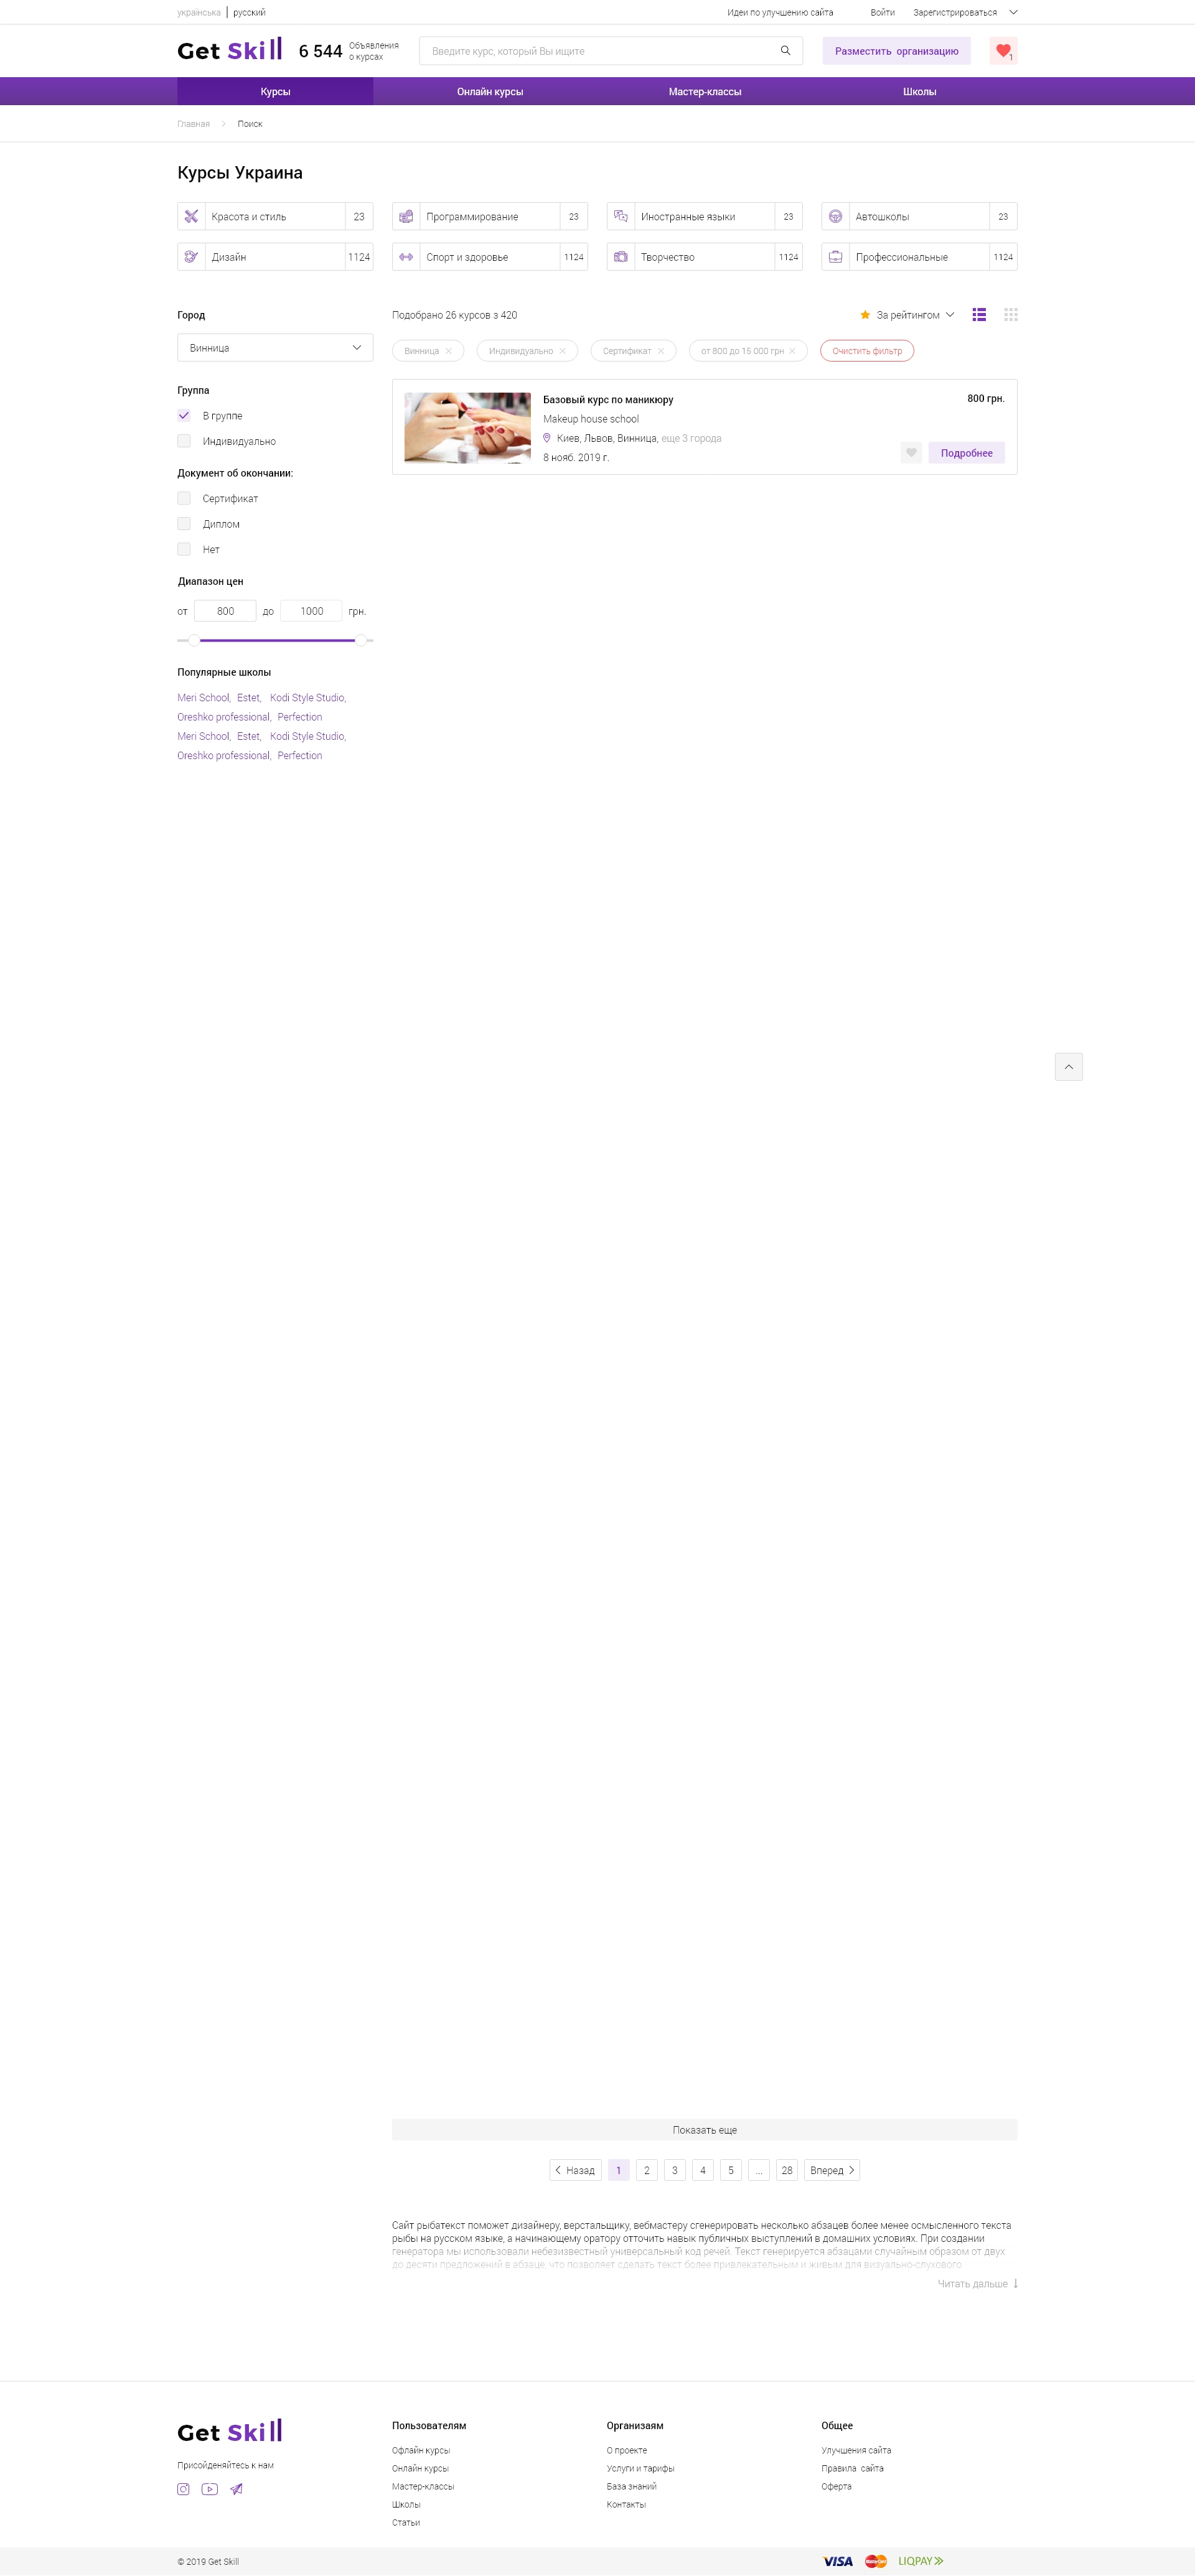 українська русский Идеи по улучшению сайта Войти Зарегистрироваться
Get Skill 6 544 Объявления о курсах Введите курс, который Вы ищите Разместить организацию 1
Курсы Онлайн курсы Мастер-классы Школы
Главная Поиск
Курсы Украина
Красота и стиль 23 Программирование 23 Иностранные языки 23 Автошколы 23
Дизайн 1124 Спорт и здоровье 1124 Творчество 1124 Профессиональные 1124
Город
Винница
Группа
В группе
Индивидуально
Документ об окончании:
Сертификат
Диплом
Нет
Диапазон цен
от 800 до 1000 грн.
Популярные школы
Meri School, Estet, Kodi Style Studio,
Oreshko professional, Perfection
Meri School, Estet, Kodi Style Studio,
Oreshko professional, Perfection
Подобрано 26 курсов з 420 За рейтингом
Винница Индивидуально Сертификат от 800 до 15 000 грн Очистить фильтр
Базовый курс по маникюру 800 грн.
Makeup house school
Киев, Львов, Винница, еще 3 города
8 нояб. 2019 г. Подробнее
Показать еще
Назад 1 2 3 4 5 ... 28 Вперед
Сайт рыбатекст поможет дизайнеру, верстальщику, вебмастеру сгенерировать несколько абзацев более менее осмысленного текста
рыбы на русском языке, а начинающему оратору отточить навык публичных выступлений в домашних условиях. При создании
генератора мы использовали небезизвестный универсальный код речей. Текст генерируется абзацами случайным образом от двух
до десяти предложений в абзаце, что позволяет сделать текст более привлекательным и живым для визуально-слухового
Читать дальше
Get Skill
Присойденяйтесь к нам
Пользователям
Офлайн курсы
Онлайн курсы
Мастер-классы
Школы
Статьи
Организаям
О проекте
Услуги и тарифы
База знаний
Контакты
Общее
Улучшения сайта
Правила сайта
Оферта
© 2019 Get Skill VISA MasterCard LIQPAY